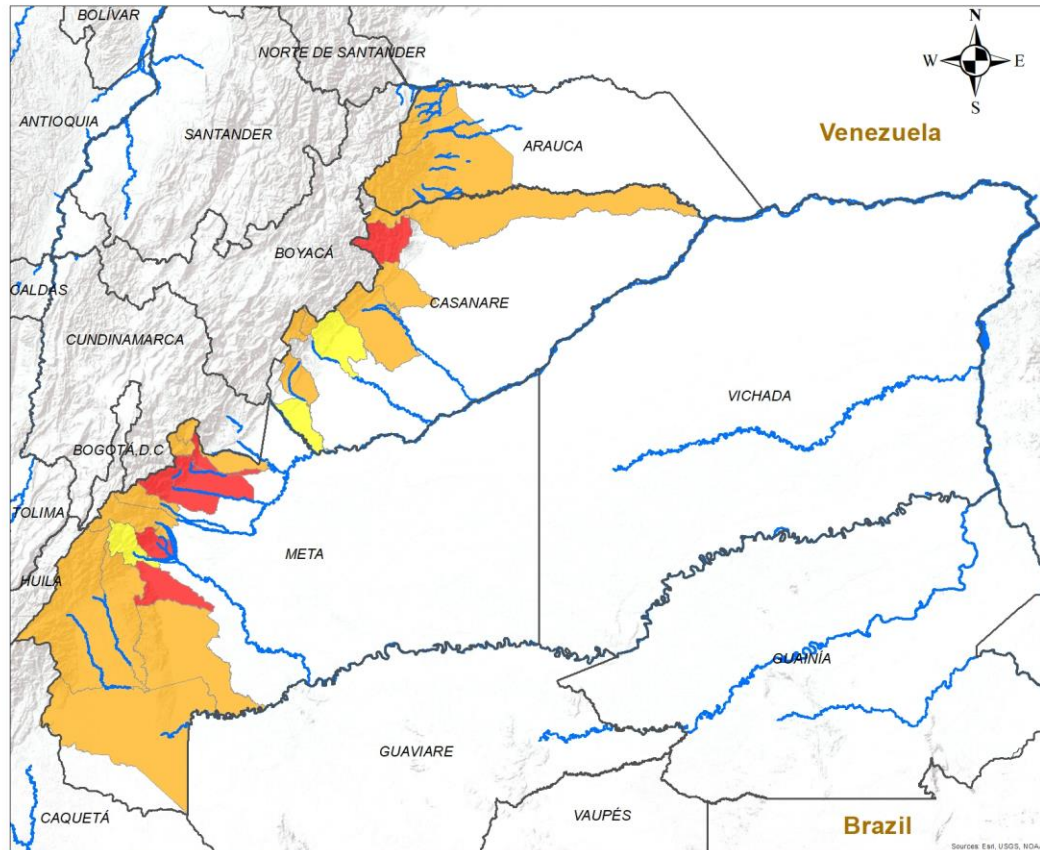 BOLÍVAR
NORTE DE SANTANDER
N
W
E
S
ANTIOQUIA
SANTANDER
ARAUCA
Venezuela
BOYACÁ
CALDAS
CASANARE
CUNDINAMARCA
VICHADA
BOGOTÁ,D.C
TOLIMA
META
HUILA
GUAINÍA
GUAVIARE
CAQUETÁ
VAUPÉS
Brazil
Sources: Esri, USGS, NOAA